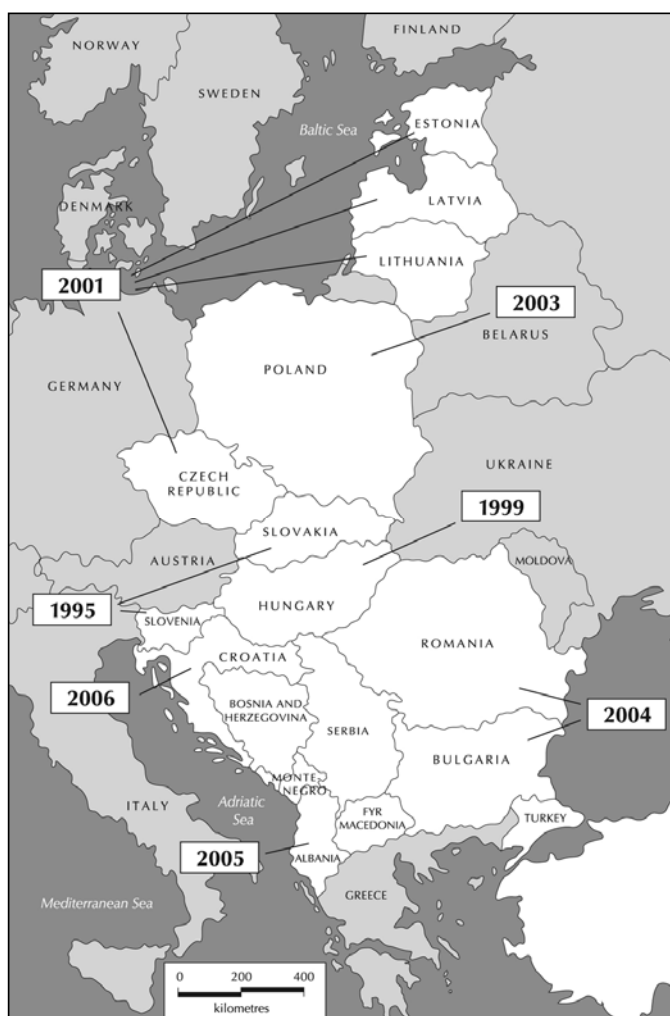 NORWAY
FINLAND
SWEDEN
Baltic Sea
ESTONIA
DENMARK
LATVIA
LITHUANIA
2001
2003
BELARUS
POLAND
GERMANY
CZECH
REPUBLIC
UKRAINE
1999
SLOVAKIA
AUSTRIA
MOLDOVA
1995
HUNGARY
SLOVENIA
ROMANIA
CROATIA
2006
BOSNIA AND
HERZEGOVINA
2004
SERBIA
BULGARIA
MONTE-
NEGRO
ITALY
Adriatic
Sea
FYR
MACEDONIA
TURKEY
2005
ALBANIA
GREECE
Mediterranean Sea
0 200 400
kilometres